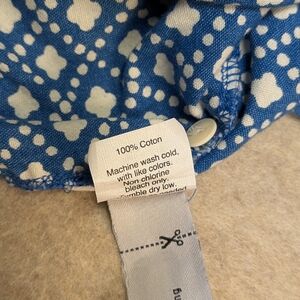 100% Coton
Machine wash cold,
with like colors.
Non chlorine
bleach only.
Tumble dry low.